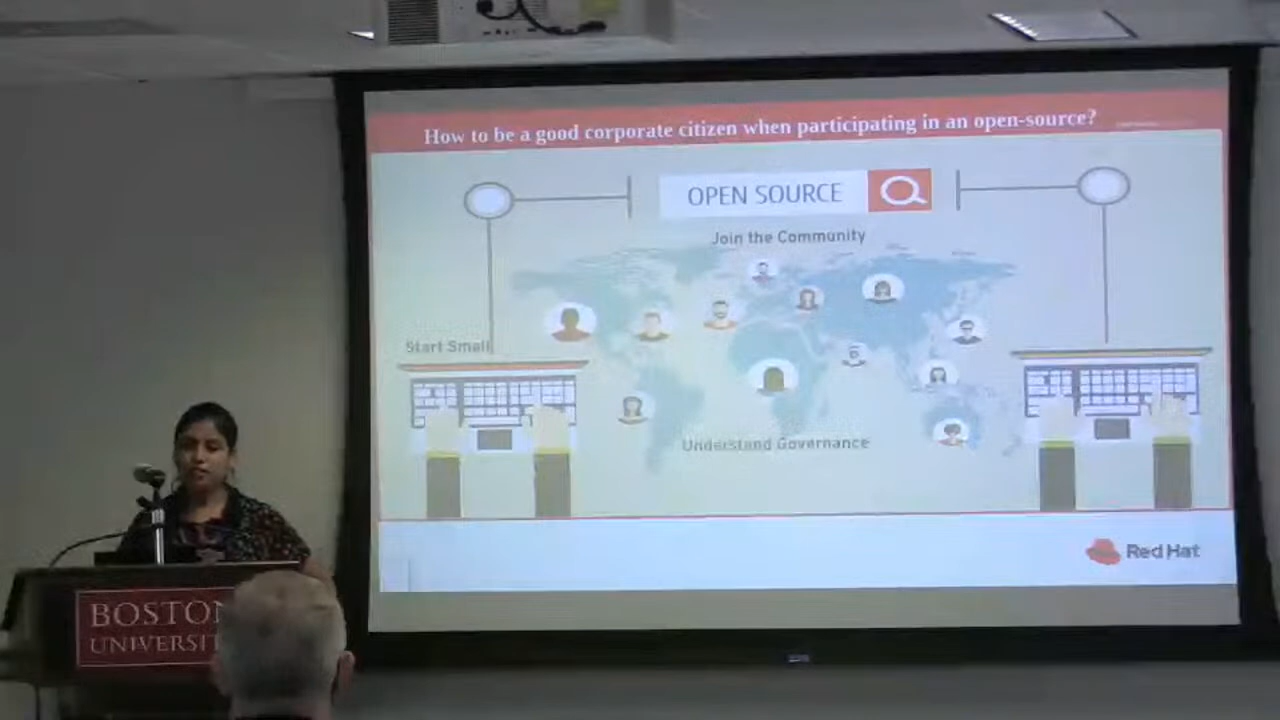 How to be a good corporate citizen when participating in an open-source?
OPEN SOURCE
Join the Community
Start Small
Understand Governance
Red Hat
BOSTON
UNIVERSIT